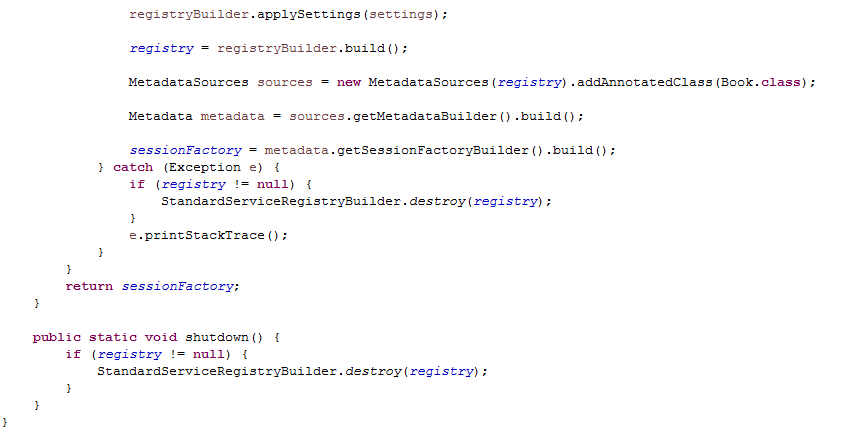 registryBuilder.applySettings(settings);
registry = registryBuilder.build();
MetadataSources sources = new MetadataSources(registry).addAnnotatedClass(Book.class);
Metadata metadata = sources.getMetadataBuilder().build();
sessionFactory = metadata.getSessionFactoryBuilder().build();
} catch (Exception e) {
if (registry != null) {
StandardServiceRegistryBuilder.destroy(registry);
}
e.printStackTrace();
}
}
return sessionFactory;
}
public static void shutdown() {
if (registry != null) {
StandardServiceRegistryBuilder.destroy(registry);
}
}
}